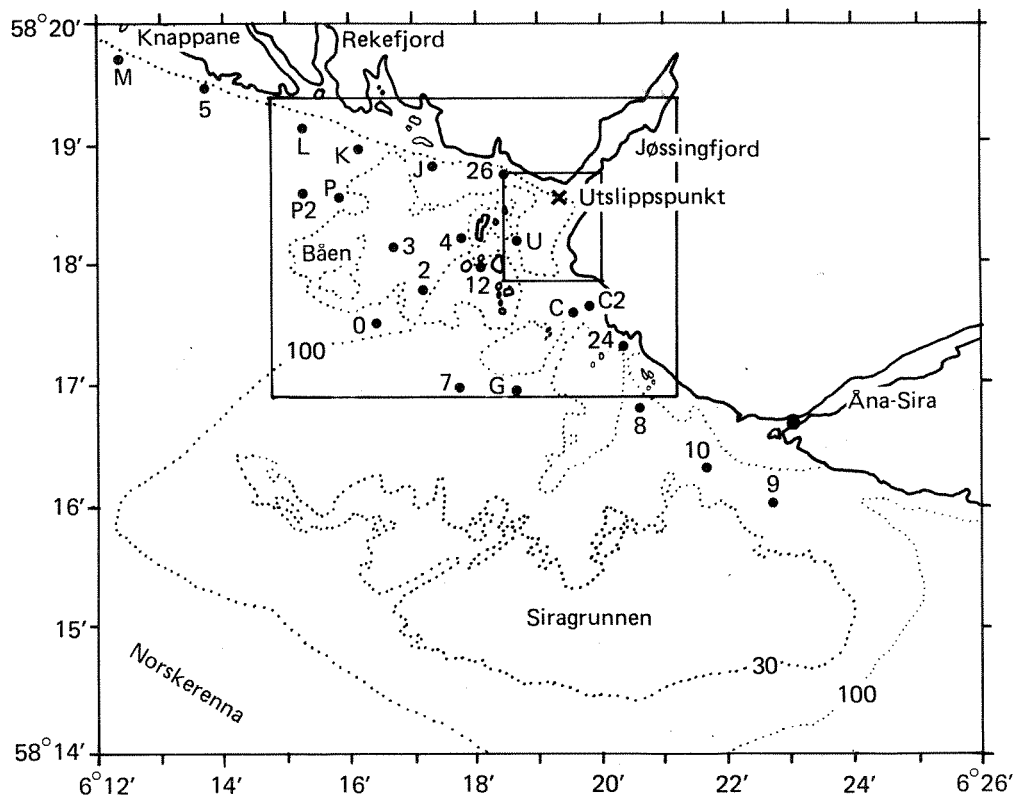 58°20'
Knappane
Rekefjord
M
5
19'
L
K
J
26
Jøssingfjord
P
P2
Utslippspunkt
3
4
U
Båen
18'
2
12
C
C2
0
24
100
17'
7
G
8
Åna-Sira
10
9
16'
Siragrunnen
15'
Norskerenna
30
100
58°14'
6°12' 14' 16' 18' 20' 22' 24' 6°26'